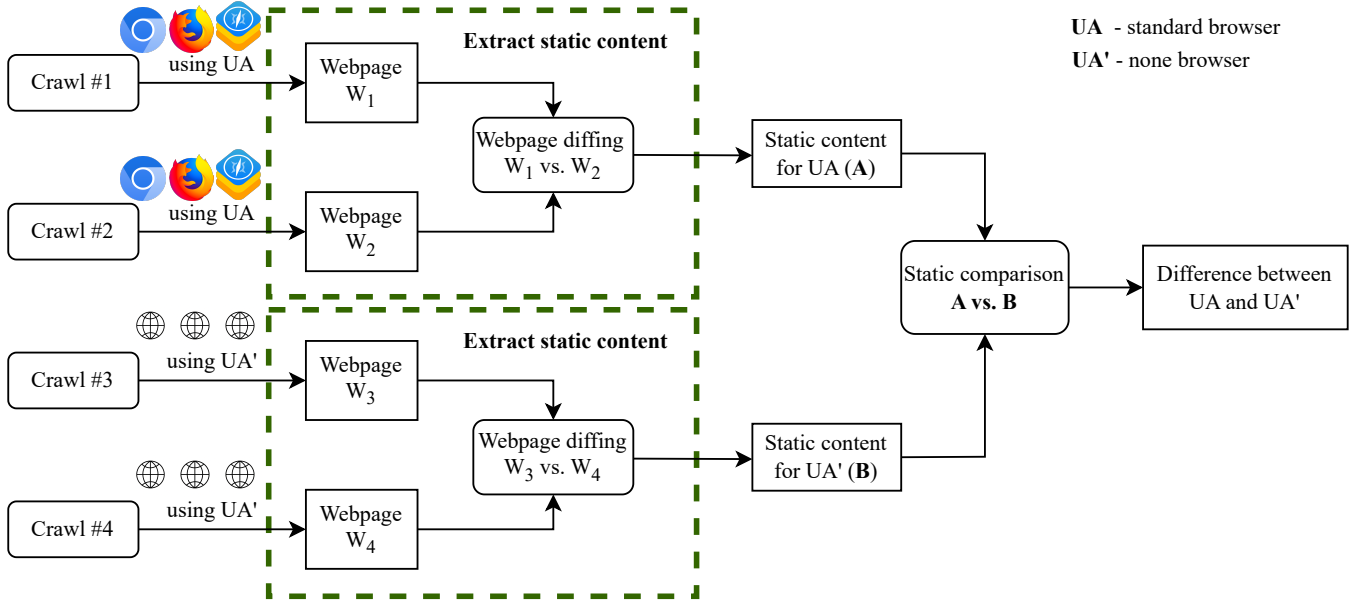 Extract static content
UA - standard browser
UA' - none browser
Crawl #1
using UA
Webpage
W1
Webpage diffing
W1 vs. W2
Static content
for UA (A)
Crawl #2
using UA
Webpage
W2
Static comparison
A vs. B
Difference between
UA and UA'
Extract static content
Crawl #3
using UA'
Webpage
W3
Webpage diffing
W3 vs. W4
Static content
for UA' (B)
Crawl #4
using UA'
Webpage
W4